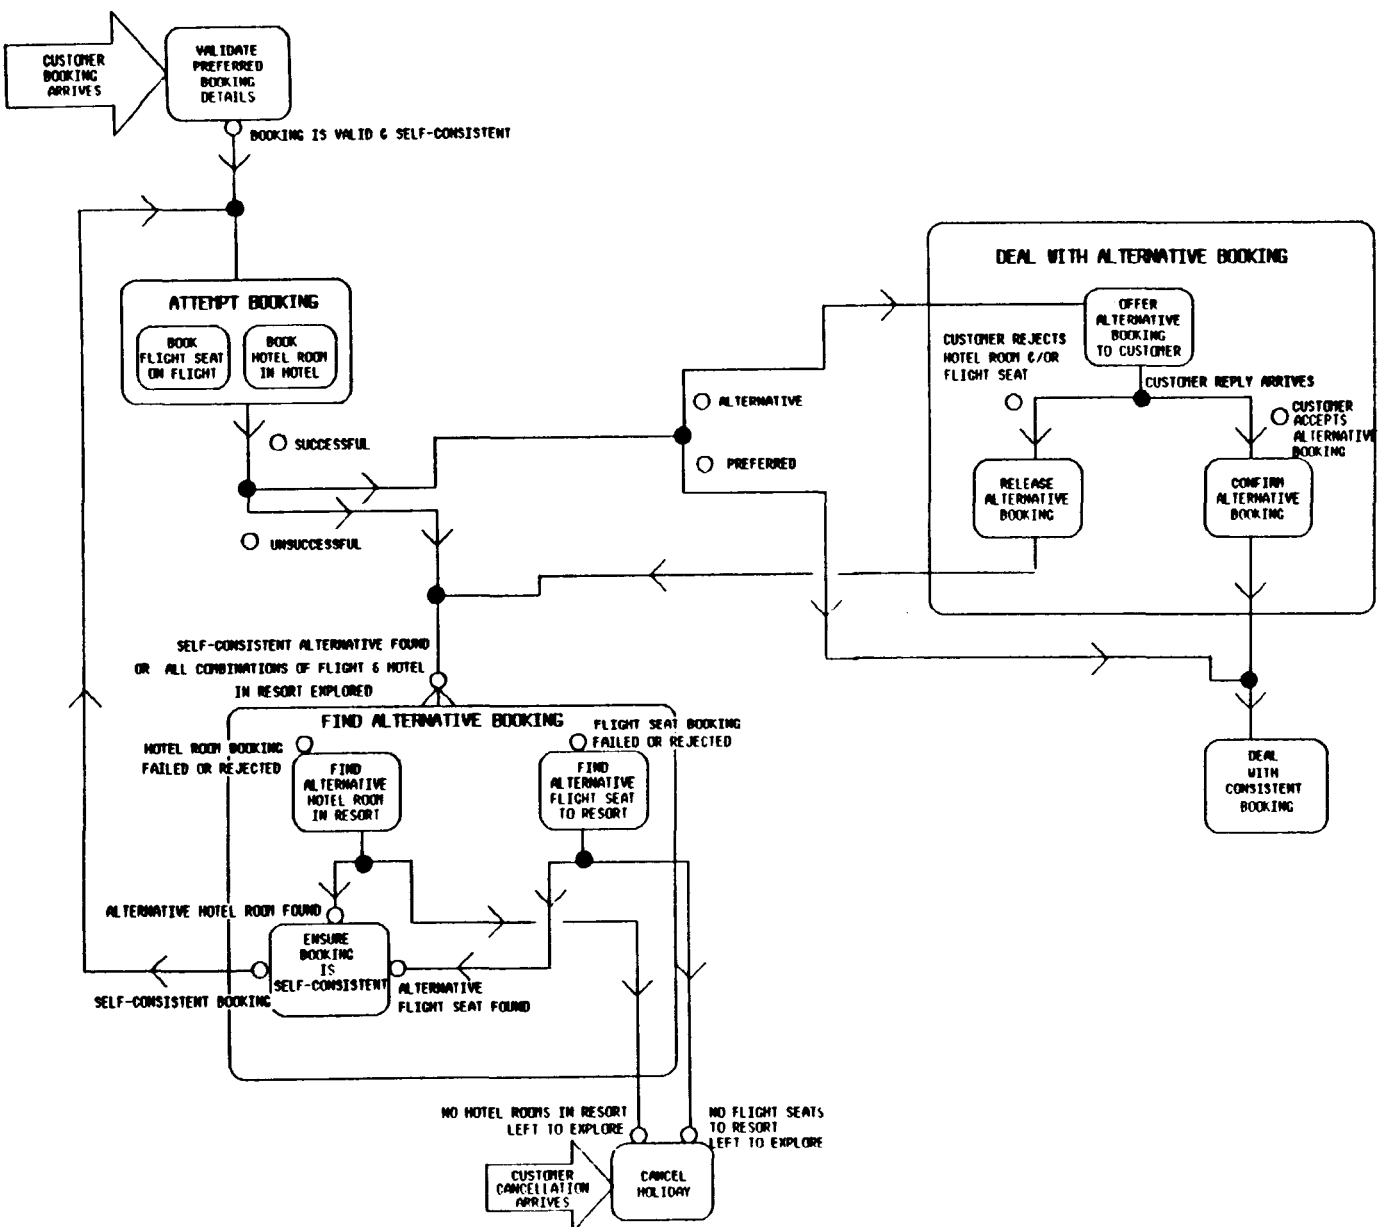 CUSTOMER
BOOKING
ARRIVES
VALIDATE
PREFERRED
BOOKING
DETAILS
BOOKING IS VALID & SELF-CONSISTENT
ATTEMPT BOOKING
BOOK
FLIGHT SEAT
ON FLIGHT
BOOK
HOTEL ROOM
IN HOTEL
SUCCESSFUL
UNSUCCESSFUL
ALTERNATIVE
PREFERRED
DEAL WITH ALTERNATIVE BOOKING
OFFER
ALTERNATIVE
BOOKING
TO CUSTOMER
CUSTOMER REJECTS
HOTEL ROOM &/OR
FLIGHT SEAT
CUSTOMER REPLY ARRIVES
CUSTOMER
ACCEPTS
ALTERNATIVE
BOOKING
RELEASE
ALTERNATIVE
BOOKING
CONFIRM
ALTERNATIVE
BOOKING
SELF-CONSISTENT ALTERNATIVE FOUND
OR ALL COMBINATIONS OF FLIGHT & HOTEL
IN RESORT EXPLORED
FIND ALTERNATIVE BOOKING
HOTEL ROOM BOOKING
FAILED OR REJECTED
FLIGHT SEAT BOOKING
FAILED OR REJECTED
FIND
ALTERNATIVE
HOTEL ROOM
IN RESORT
FIND
ALTERNATIVE
FLIGHT SEAT
TO RESORT
DEAL
WITH
CONSISTENT
BOOKING
ALTERNATIVE HOTEL ROOM FOUND
ENSURE
BOOKING
IS
SELF-CONSISTENT
SELF-CONSISTENT BOOKING
ALTERNATIVE
FLIGHT SEAT FOUND
NO HOTEL ROOMS IN RESORT
LEFT TO EXPLORE
NO FLIGHT SEATS
TO RESORT
LEFT TO EXPLORE
CUSTOMER
CANCELLATION
ARRIVES
CANCEL
HOLIDAY